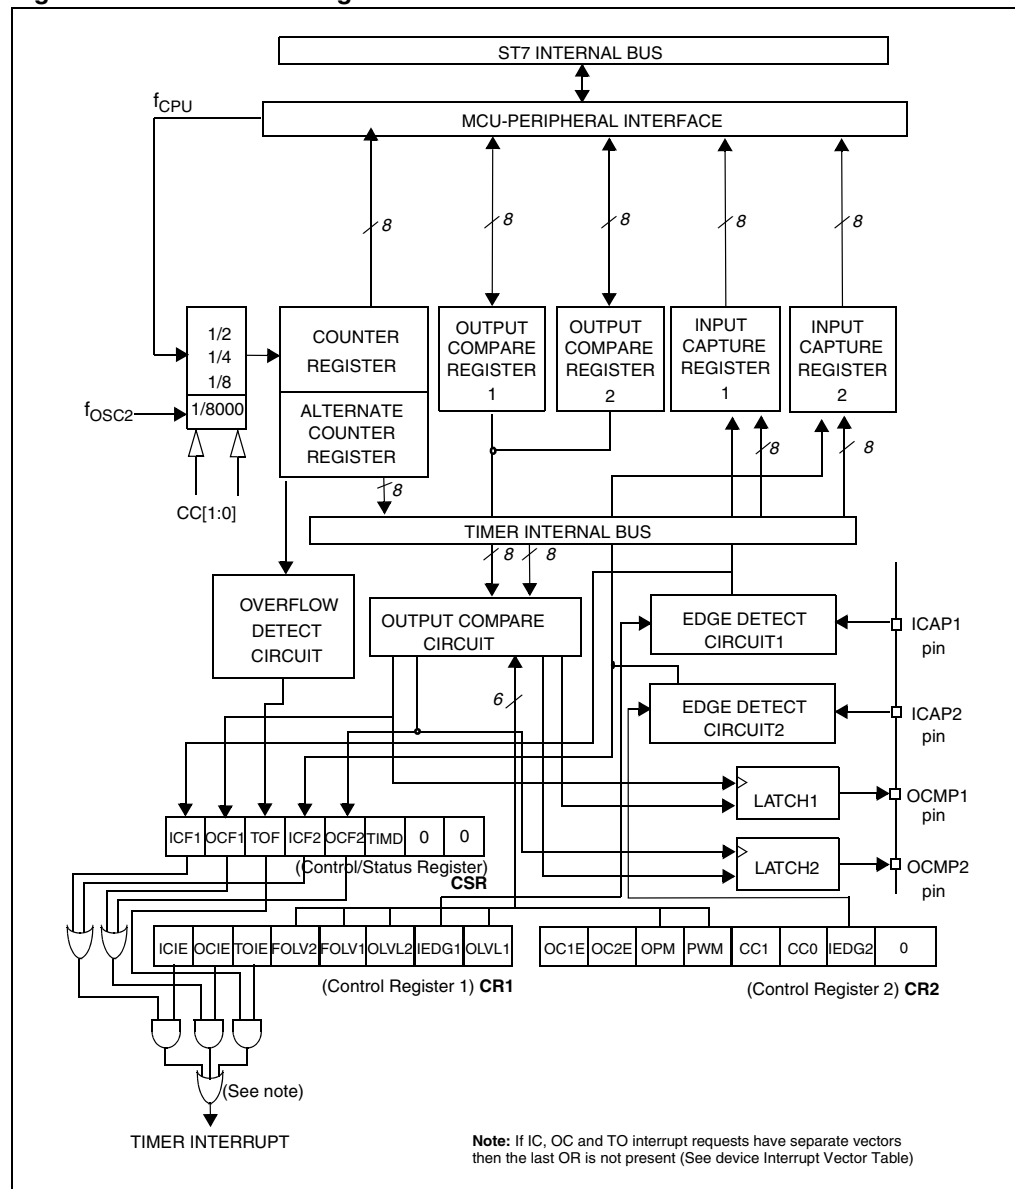 ST7 INTERNAL BUS
fCPU
MCU-PERIPHERAL INTERFACE
8
8
8
8
8
1/2
1/4
1/8
1/8000
fOSC2
CC[1:0]
COUNTER
REGISTER
ALTERNATE
COUNTER
REGISTER
OUTPUT
COMPARE
REGISTER
1
OUTPUT
COMPARE
REGISTER
2
INPUT
CAPTURE
REGISTER
1
INPUT
CAPTURE
REGISTER
2
8
8
8
TIMER INTERNAL BUS
8
8
OVERFLOW
DETECT
CIRCUIT
OUTPUT COMPARE
CIRCUIT
6
EDGE DETECT
CIRCUIT1
ICAP1
pin
EDGE DETECT
CIRCUIT2
ICAP2
pin
LATCH1
OCMP1
pin
LATCH2
OCMP2
pin
ICF1 OCF1 TOF ICF2 OCF2 TIMD 0 0
(Control/Status Register)
CSR
ICIE OCIE TOIE FOLV2 FOLV1 OLVL2 IEDG1 OLVL1
(Control Register 1) CR1
OC1E OC2E OPM PWM CC1 CC0 IEDG2 0
(Control Register 2) CR2
(See note)
TIMER INTERRUPT
Note: If IC, OC and TO interrupt requests have separate vectors
then the last OR is not present (See device Interrupt Vector Table)